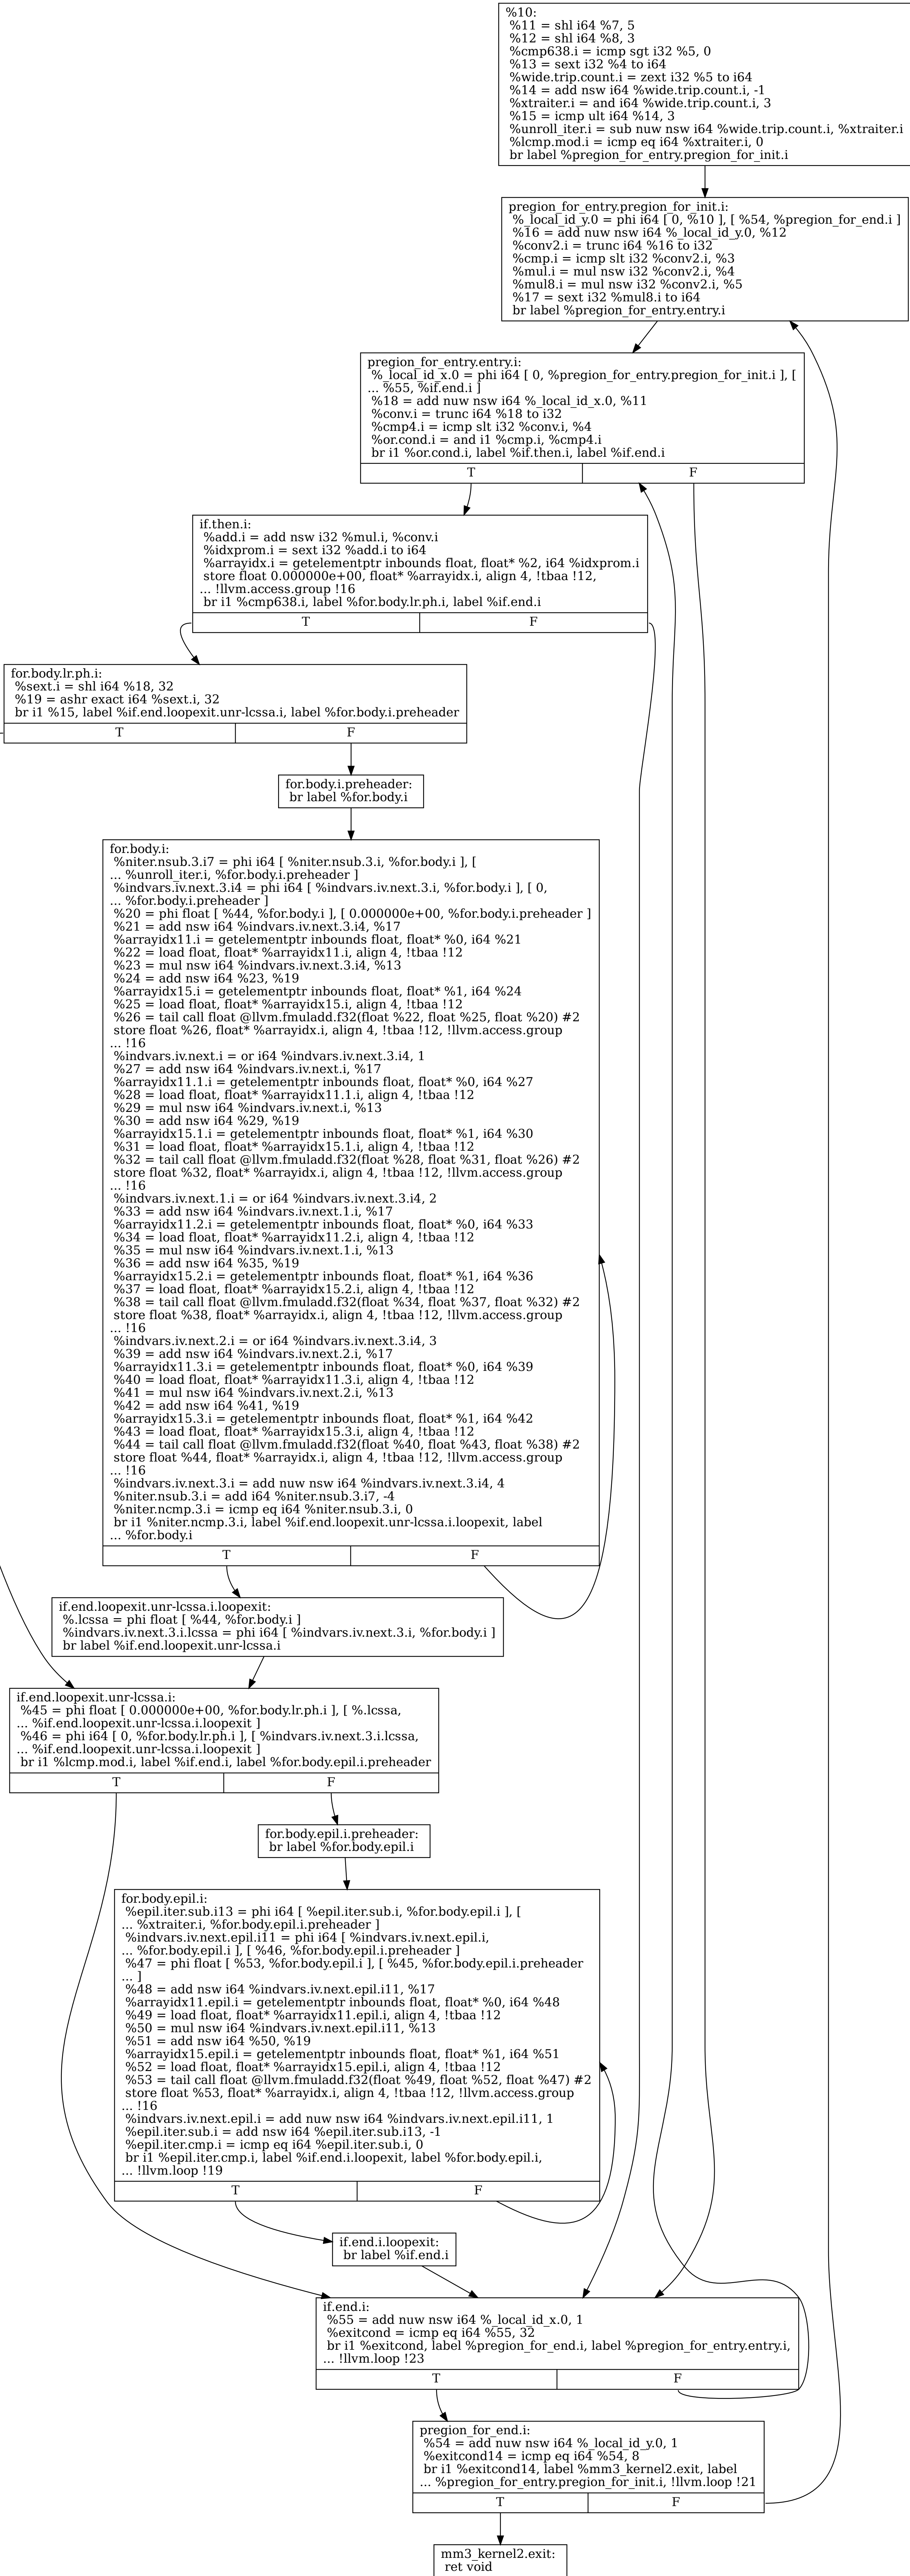 %10:
%11 = shl i64 %7, 5
%12 = shl i64 %8, 3
%cmp638.i = icmp sgt i32 %5, 0
%13 = sext i32 %4 to i64
%wide.trip.count.i = zext i32 %5 to i64
%14 = add nsw i64 %wide.trip.count.i, -1
%xtraiter.i = and i64 %wide.trip.count.i, 3
%15 = icmp ult i64 %14, 3
%unroll_iter.i = sub nuw nsw i64 %wide.trip.count.i, %xtraiter.i
%lcmp.mod.i = icmp eq i64 %xtraiter.i, 0
br label %pregion_for_entry.pregion_for_init.i
pregion_for_entry.pregion_for_init.i:
%_local_id_y.0 = phi i64 [ 0, %10 ], [ %54, %pregion_for_end.i ]
%16 = add nuw nsw i64 %_local_id_y.0, %12
%conv2.i = trunc i64 %16 to i32
%cmp.i = icmp slt i32 %conv2.i, %3
%mul.i = mul nsw i32 %conv2.i, %4
%mul8.i = mul nsw i32 %conv2.i, %5
%17 = sext i32 %mul8.i to i64
br label %pregion_for_entry.entry.i
pregion_for_entry.entry.i:
%_local_id_x.0 = phi i64 [ 0, %pregion_for_entry.pregion_for_init.i ], [
... %55, %if.end.i ]
%18 = add nuw nsw i64 %_local_id_x.0, %11
%conv.i = trunc i64 %18 to i32
%cmp4.i = icmp slt i32 %conv.i, %4
%or.cond.i = and i1 %cmp.i, %cmp4.i
br i1 %or.cond.i, label %if.then.i, label %if.end.i
T F
if.then.i:
%add.i = add nsw i32 %mul.i, %conv.i
%idxprom.i = sext i32 %add.i to i64
%arrayidx.i = getelementptr inbounds float, float* %2, i64 %idxprom.i
store float 0.000000e+00, float* %arrayidx.i, align 4, !tbaa !12,
... !llvm.access.group !16
br i1 %cmp638.i, label %for.body.lr.ph.i, label %if.end.i
T F
for.body.lr.ph.i:
%sext.i = shl i64 %18, 32
%19 = ashr exact i64 %sext.i, 32
br i1 %15, label %if.end.loopexit.unr-lcssa.i, label %for.body.i.preheader
T F
for.body.i.preheader:
br label %for.body.i
for.body.i:
%niter.nsub.3.i7 = phi i64 [ %niter.nsub.3.i, %for.body.i ], [
... %unroll_iter.i, %for.body.i.preheader ]
%indvars.iv.next.3.i4 = phi i64 [ %indvars.iv.next.3.i, %for.body.i ], [ 0,
... %for.body.i.preheader ]
%20 = phi float [ %44, %for.body.i ], [ 0.000000e+00, %for.body.i.preheader ]
%21 = add nsw i64 %indvars.iv.next.3.i4, %17
%arrayidx11.i = getelementptr inbounds float, float* %0, i64 %21
%22 = load float, float* %arrayidx11.i, align 4, !tbaa !12
%23 = mul nsw i64 %indvars.iv.next.3.i4, %13
%24 = add nsw i64 %23, %19
%arrayidx15.i = getelementptr inbounds float, float* %1, i64 %24
%25 = load float, float* %arrayidx15.i, align 4, !tbaa !12
%26 = tail call float @llvm.fmuladd.f32(float %22, float %25, float %20) #2
store float %26, float* %arrayidx.i, align 4, !tbaa !12, !llvm.access.group
... !16
%indvars.iv.next.i = or i64 %indvars.iv.next.3.i4, 1
%27 = add nsw i64 %indvars.iv.next.i, %17
%arrayidx11.1.i = getelementptr inbounds float, float* %0, i64 %27
%28 = load float, float* %arrayidx11.1.i, align 4, !tbaa !12
%29 = mul nsw i64 %indvars.iv.next.i, %13
%30 = add nsw i64 %29, %19
%arrayidx15.1.i = getelementptr inbounds float, float* %1, i64 %30
%31 = load float, float* %arrayidx15.1.i, align 4, !tbaa !12
%32 = tail call float @llvm.fmuladd.f32(float %28, float %31, float %26) #2
store float %32, float* %arrayidx.i, align 4, !tbaa !12, !llvm.access.group
... !16
%indvars.iv.next.1.i = or i64 %indvars.iv.next.3.i4, 2
%33 = add nsw i64 %indvars.iv.next.1.i, %17
%arrayidx11.2.i = getelementptr inbounds float, float* %0, i64 %33
%34 = load float, float* %arrayidx11.2.i, align 4, !tbaa !12
%35 = mul nsw i64 %indvars.iv.next.1.i, %13
%36 = add nsw i64 %35, %19
%arrayidx15.2.i = getelementptr inbounds float, float* %1, i64 %36
%37 = load float, float* %arrayidx15.2.i, align 4, !tbaa !12
%38 = tail call float @llvm.fmuladd.f32(float %34, float %37, float %32) #2
store float %38, float* %arrayidx.i, align 4, !tbaa !12, !llvm.access.group
... !16
%indvars.iv.next.2.i = or i64 %indvars.iv.next.3.i4, 3
%39 = add nsw i64 %indvars.iv.next.2.i, %17
%arrayidx11.3.i = getelementptr inbounds float, float* %0, i64 %39
%40 = load float, float* %arrayidx11.3.i, align 4, !tbaa !12
%41 = mul nsw i64 %indvars.iv.next.2.i, %13
%42 = add nsw i64 %41, %19
%arrayidx15.3.i = getelementptr inbounds float, float* %1, i64 %42
%43 = load float, float* %arrayidx15.3.i, align 4, !tbaa !12
%44 = tail call float @llvm.fmuladd.f32(float %40, float %43, float %38) #2
store float %44, float* %arrayidx.i, align 4, !tbaa !12, !llvm.access.group
... !16
%indvars.iv.next.3.i = add nuw nsw i64 %indvars.iv.next.3.i4, 4
%niter.nsub.3.i = add i64 %niter.nsub.3.i7, -4
%niter.ncmp.3.i = icmp eq i64 %niter.nsub.3.i, 0
br i1 %niter.ncmp.3.i, label %if.end.loopexit.unr-lcssa.i.loopexit, label
... %for.body.i
T F
if.end.loopexit.unr-lcssa.i.loopexit:
%.lcssa = phi float [ %44, %for.body.i ]
%indvars.iv.next.3.i.lcssa = phi i64 [ %indvars.iv.next.3.i, %for.body.i ]
br label %if.end.loopexit.unr-lcssa.i
if.end.loopexit.unr-lcssa.i:
%45 = phi float [ 0.000000e+00, %for.body.lr.ph.i ], [ %.lcssa,
... %if.end.loopexit.unr-lcssa.i.loopexit ]
%46 = phi i64 [ 0, %for.body.lr.ph.i ], [ %indvars.iv.next.3.i.lcssa,
... %if.end.loopexit.unr-lcssa.i.loopexit ]
br i1 %lcmp.mod.i, label %if.end.i, label %for.body.epil.i.preheader
T F
for.body.epil.i.preheader:
br label %for.body.epil.i
for.body.epil.i:
%epil.iter.sub.i13 = phi i64 [ %epil.iter.sub.i, %for.body.epil.i ], [
... %xtraiter.i, %for.body.epil.i.preheader ]
%indvars.iv.next.epil.i11 = phi i64 [ %indvars.iv.next.epil.i,
... %for.body.epil.i ], [ %46, %for.body.epil.i.preheader ]
%47 = phi float [ %53, %for.body.epil.i ], [ %45, %for.body.epil.i.preheader
... ]
%48 = add nsw i64 %indvars.iv.next.epil.i11, %17
%arrayidx11.epil.i = getelementptr inbounds float, float* %0, i64 %48
%49 = load float, float* %arrayidx11.epil.i, align 4, !tbaa !12
%50 = mul nsw i64 %indvars.iv.next.epil.i11, %13
%51 = add nsw i64 %50, %19
%arrayidx15.epil.i = getelementptr inbounds float, float* %1, i64 %51
%52 = load float, float* %arrayidx15.epil.i, align 4, !tbaa !12
%53 = tail call float @llvm.fmuladd.f32(float %49, float %52, float %47) #2
store float %53, float* %arrayidx.i, align 4, !tbaa !12, !llvm.access.group
... !16
%indvars.iv.next.epil.i = add nuw nsw i64 %indvars.iv.next.epil.i11, 1
%epil.iter.sub.i = add nsw i64 %epil.iter.sub.i13, -1
%epil.iter.cmp.i = icmp eq i64 %epil.iter.sub.i, 0
br i1 %epil.iter.cmp.i, label %if.end.i.loopexit, label %for.body.epil.i,
... !llvm.loop !19
T F
if.end.i.loopexit:
br label %if.end.i
if.end.i:
%55 = add nuw nsw i64 %_local_id_x.0, 1
%exitcond = icmp eq i64 %55, 32
br i1 %exitcond, label %pregion_for_end.i, label %pregion_for_entry.entry.i,
... !llvm.loop !23
T F
pregion_for_end.i:
%54 = add nuw nsw i64 %_local_id_y.0, 1
%exitcond14 = icmp eq i64 %54, 8
br i1 %exitcond14, label %mm3_kernel2.exit, label
... %pregion_for_entry.pregion_for_init.i, !llvm.loop !21
T F
mm3_kernel2.exit:
ret void